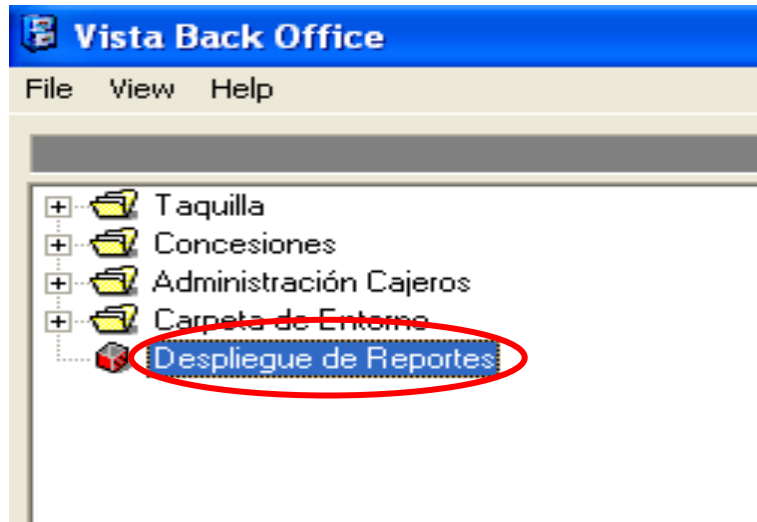 Vista Back Office
File View Help
Taquilla
Concesiones
Administración Cajeros
Carpeta de Entorno
Despliegue de Reportes